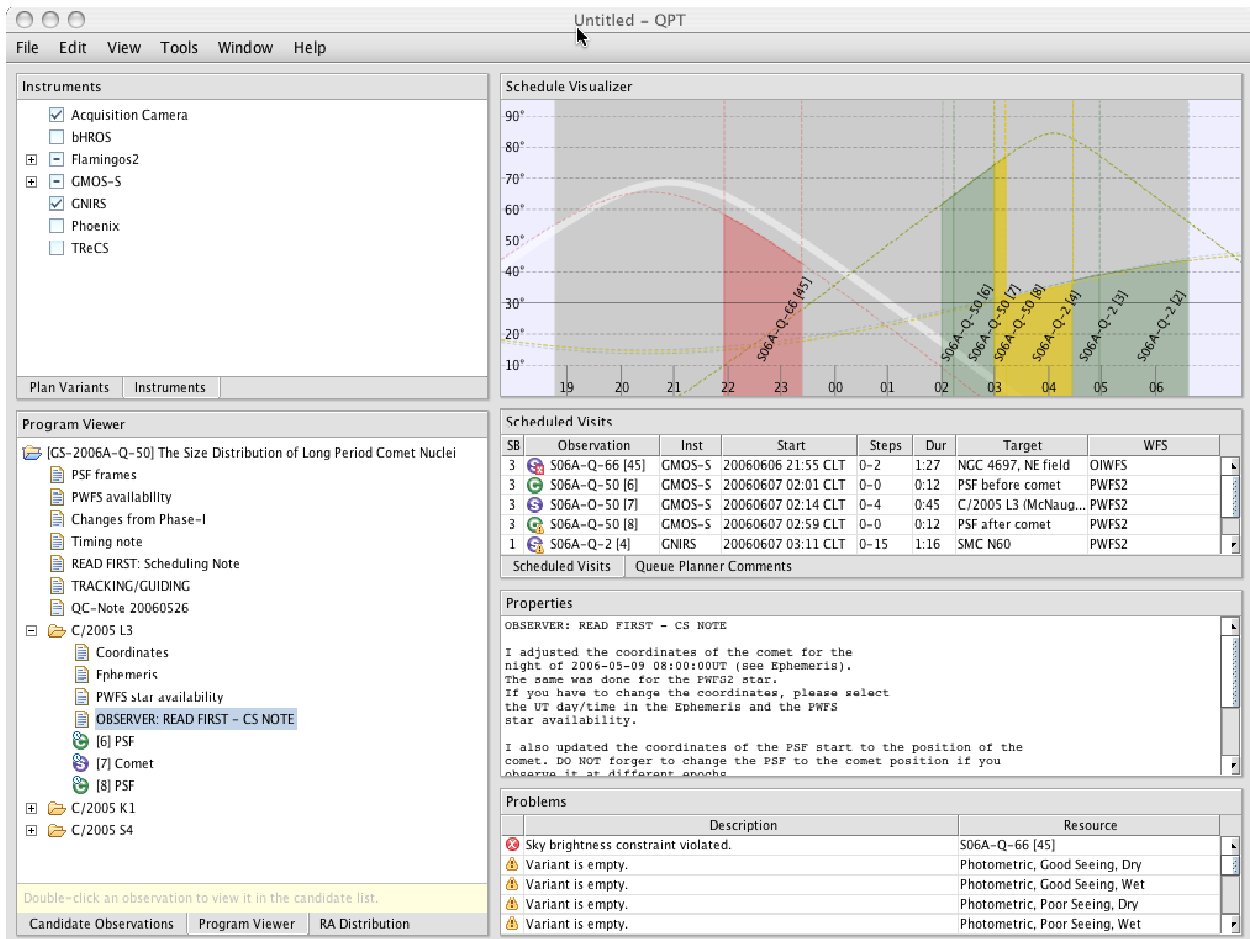 Untitled – QPT
File Edit View Tools Window Help
Instruments
Acquisition Camera
bHROS
Flamingos2
GMOS-S
GNIRS
Phoenix
TReCS
Plan Variants Instruments
Program Viewer
[GS-2006A-Q-50] The Size Distribution of Long Period Comet Nuclei
PSF frames
PWFS availability
Changes from Phase-I
Timing note
READ FIRST: Scheduling Note
TRACKING/GUIDING
QC-Note 20060526
C/2005 L3
Coordinates
Ephemeris
PWFS star availability
OBSERVER: READ FIRST – CS NOTE
[6] PSF
[7] Comet
[8] PSF
C/2005 K1
C/2005 S4
Double-click an observation to view it in the candidate list.
Candidate Observations Program Viewer RA Distribution
Schedule Visualizer
90°
80°
70°
60°
50°
40°
30°
20°
10°
S06A-Q-66 [45]
S06A-Q-50 [6]
S06A-Q-50 [7]
S06A-Q-50 [8]
S06A-Q-2 [4]
S06A-Q-2 [3]
S06A-Q-2 [2]
19 20 21 22 23 00 01 02 03 04 05 06
Scheduled Visits
SB Observation Inst Start Steps Dur Target WFS
3 S06A-Q-66 [45] GMOS-S 20060606 21:55 CLT 0-2 1:27 NGC 4697, NE field OIWFS
3 S06A-Q-50 [6] GMOS-S 20060607 02:01 CLT 0-0 0:12 PSF before comet PWFS2
3 S06A-Q-50 [7] GMOS-S 20060607 02:14 CLT 0-4 0:45 C/2005 L3 (McNaug... PWFS2
3 S06A-Q-50 [8] GMOS-S 20060607 02:59 CLT 0-0 0:12 PSF after comet PWFS2
1 S06A-Q-2 [4] GNIRS 20060607 03:11 CLT 0-15 1:16 SMC N60 PWFS2
Scheduled Visits Queue Planner Comments
Properties
OBSERVER: READ FIRST – CS NOTE
I adjusted the coordinates of the comet for the
night of 2006-05-09 08:00:00UT (see Ephemeris).
The same was done for the PWFS2 star.
If you have to change the coordinates, please select
the UT day/time in the Ephemeris and the PWFS
star availability.
I also updated the coordinates of the PSF start to the position of the
comet. DO NOT forger to change the PSF to the comet position if you
observe it at different epochs
Problems
Description Resource
Sky brightness constraint violated. S06A-Q-66 [45]
Variant is empty. Photometric, Good Seeing, Dry
Variant is empty. Photometric, Good Seeing, Wet
Variant is empty. Photometric, Poor Seeing, Dry
Variant is empty. Photometric, Poor Seeing, Wet